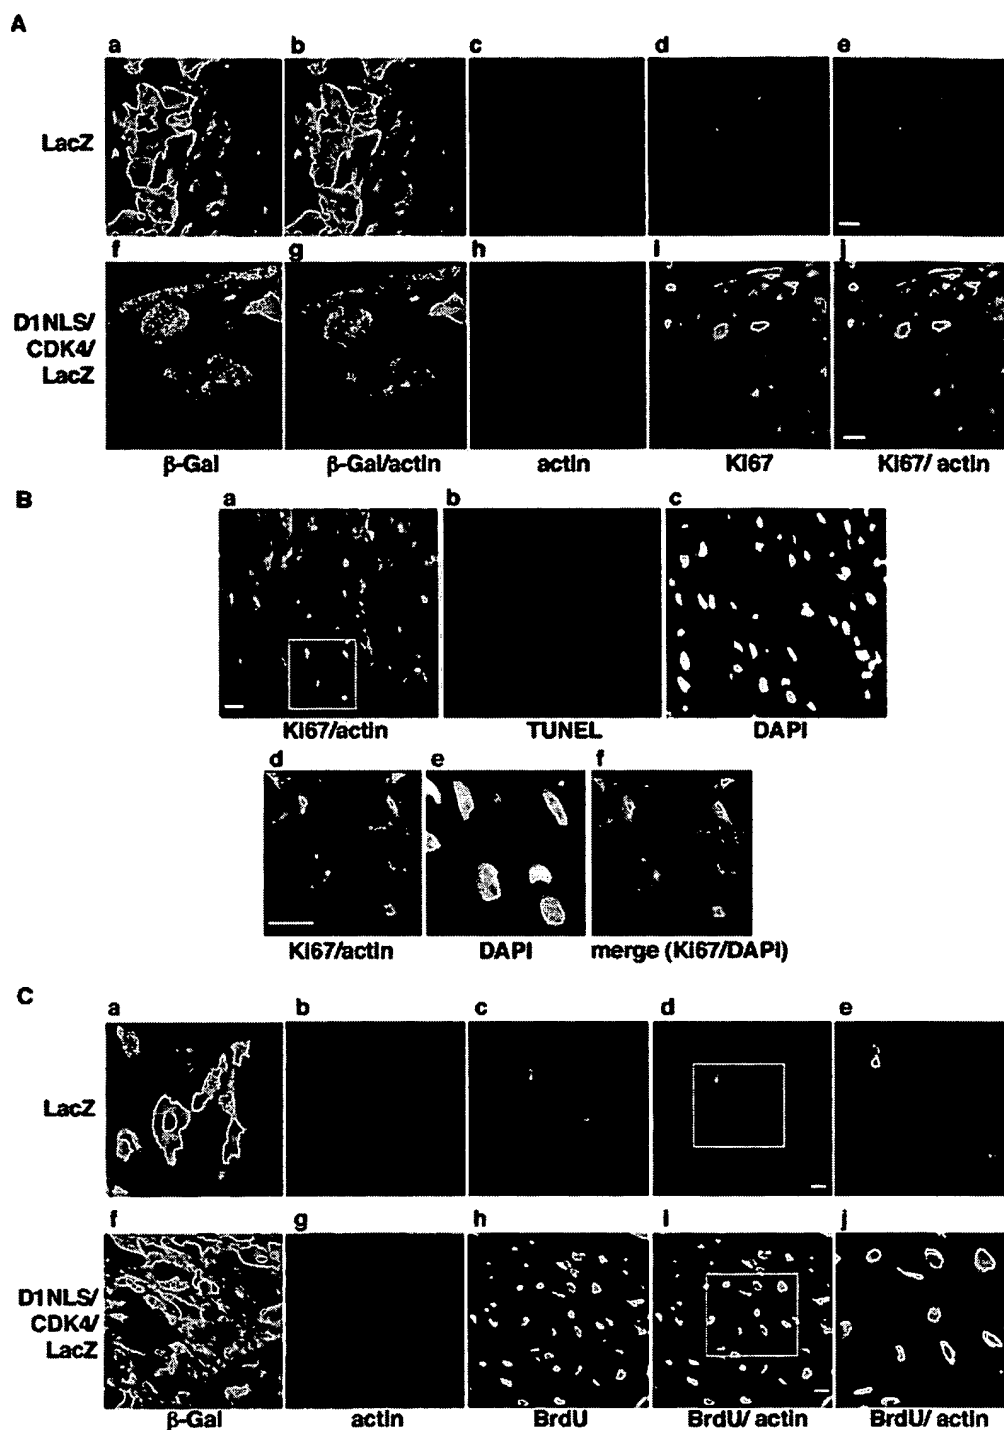 A
a b c d e
LacZ
f g h i j
D1NLS/
CDK4/
LacZ
β-Gal β-Gal/actin actin Ki67 Ki67/ actin
B
a b c
Ki67/actin TUNEL DAPI
d e f
Ki67/actin DAPI merge (Ki67/DAPI)
C
a b c d e
LacZ
f g h i j
D1NLS/
CDK4/
LacZ
β-Gal actin BrdU BrdU/ actin BrdU/ actin